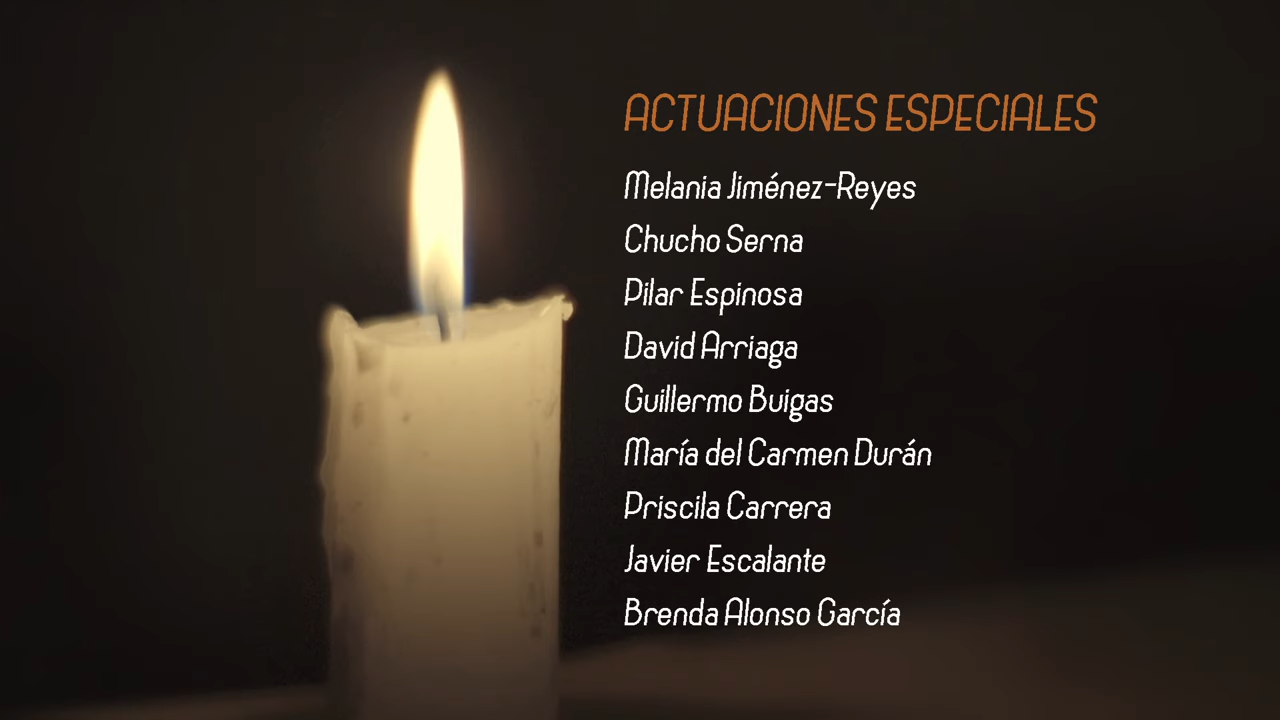 ACTUACIONES ESPECIALES
Melania Jiménez-Reyes
Chucho Serna
Pilar Espinosa
David Arriaga
Guillermo Buigas
María del Carmen Durán
Priscila Carrera
Javier Escalante
Brenda Alonso García